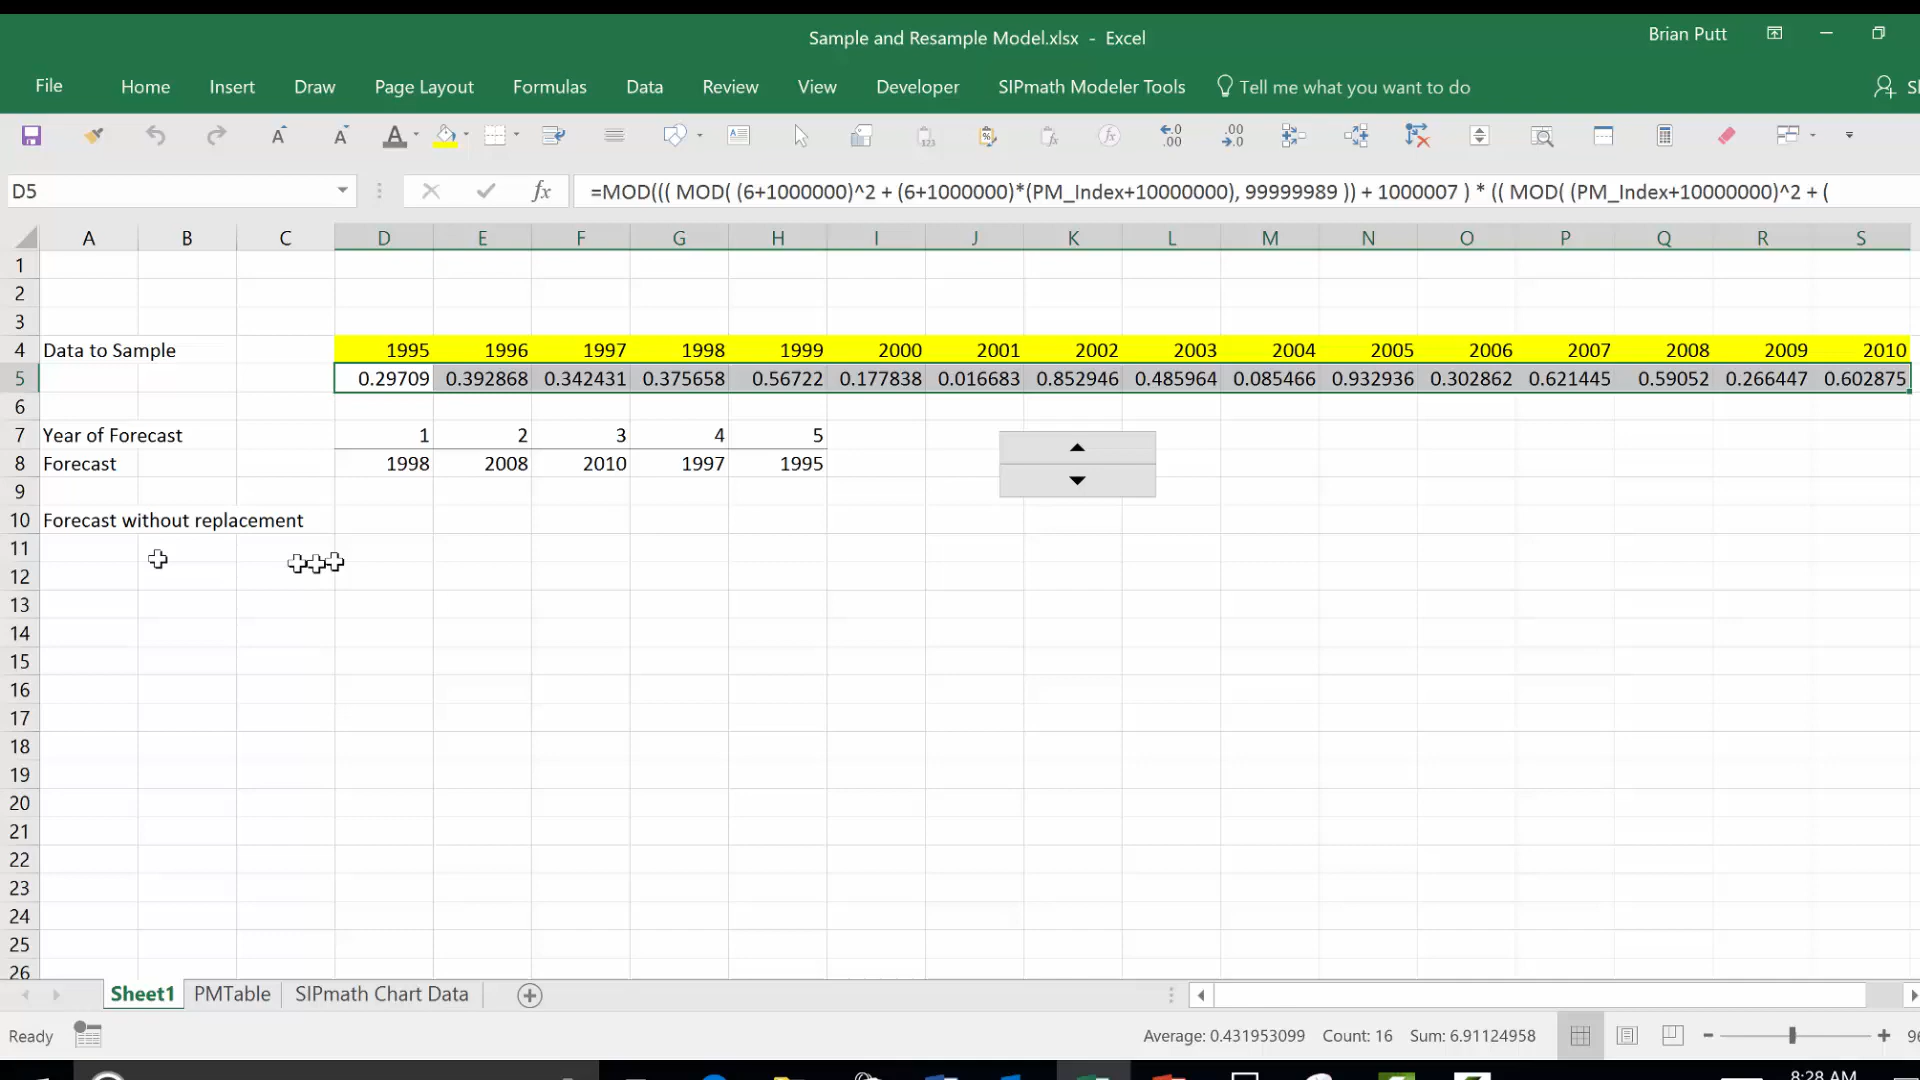 Sample and Resample Model.xlsx - Excel
Brian Putt
File Home Insert Draw Page Layout Formulas Data Review View Developer SIPmath Modeler Tools Tell me what you want to do
D5 fx =MOD((( MOD( (6+1000000)^2 + (6+1000000)*(PM_Index+10000000), 99999989 )) + 1000007 ) * (( MOD( (PM_Index+10000000)^2 + (
A B C D E F G H I J K L M N O P Q R S
1
2
3
4 Data to Sample 1995 1996 1997 1998 1999 2000 2001 2002 2003 2004 2005 2006 2007 2008 2009 2010
5 0.29709 0.392868 0.342431 0.375658 0.56722 0.177838 0.016683 0.852946 0.485964 0.085466 0.932936 0.302862 0.621445 0.59052 0.266447 0.602875
6
7 Year of Forecast 1 2 3 4 5
8 Forecast 1998 2008 2010 1997 1995
9
10 Forecast without replacement
11
12
13
14
15
16
17
18
19
20
21
22
23
24
25
26
Sheet1 PMTable SIPmath Chart Data
Ready Average: 0.431953099 Count: 16 Sum: 6.91124958
8:28 AM